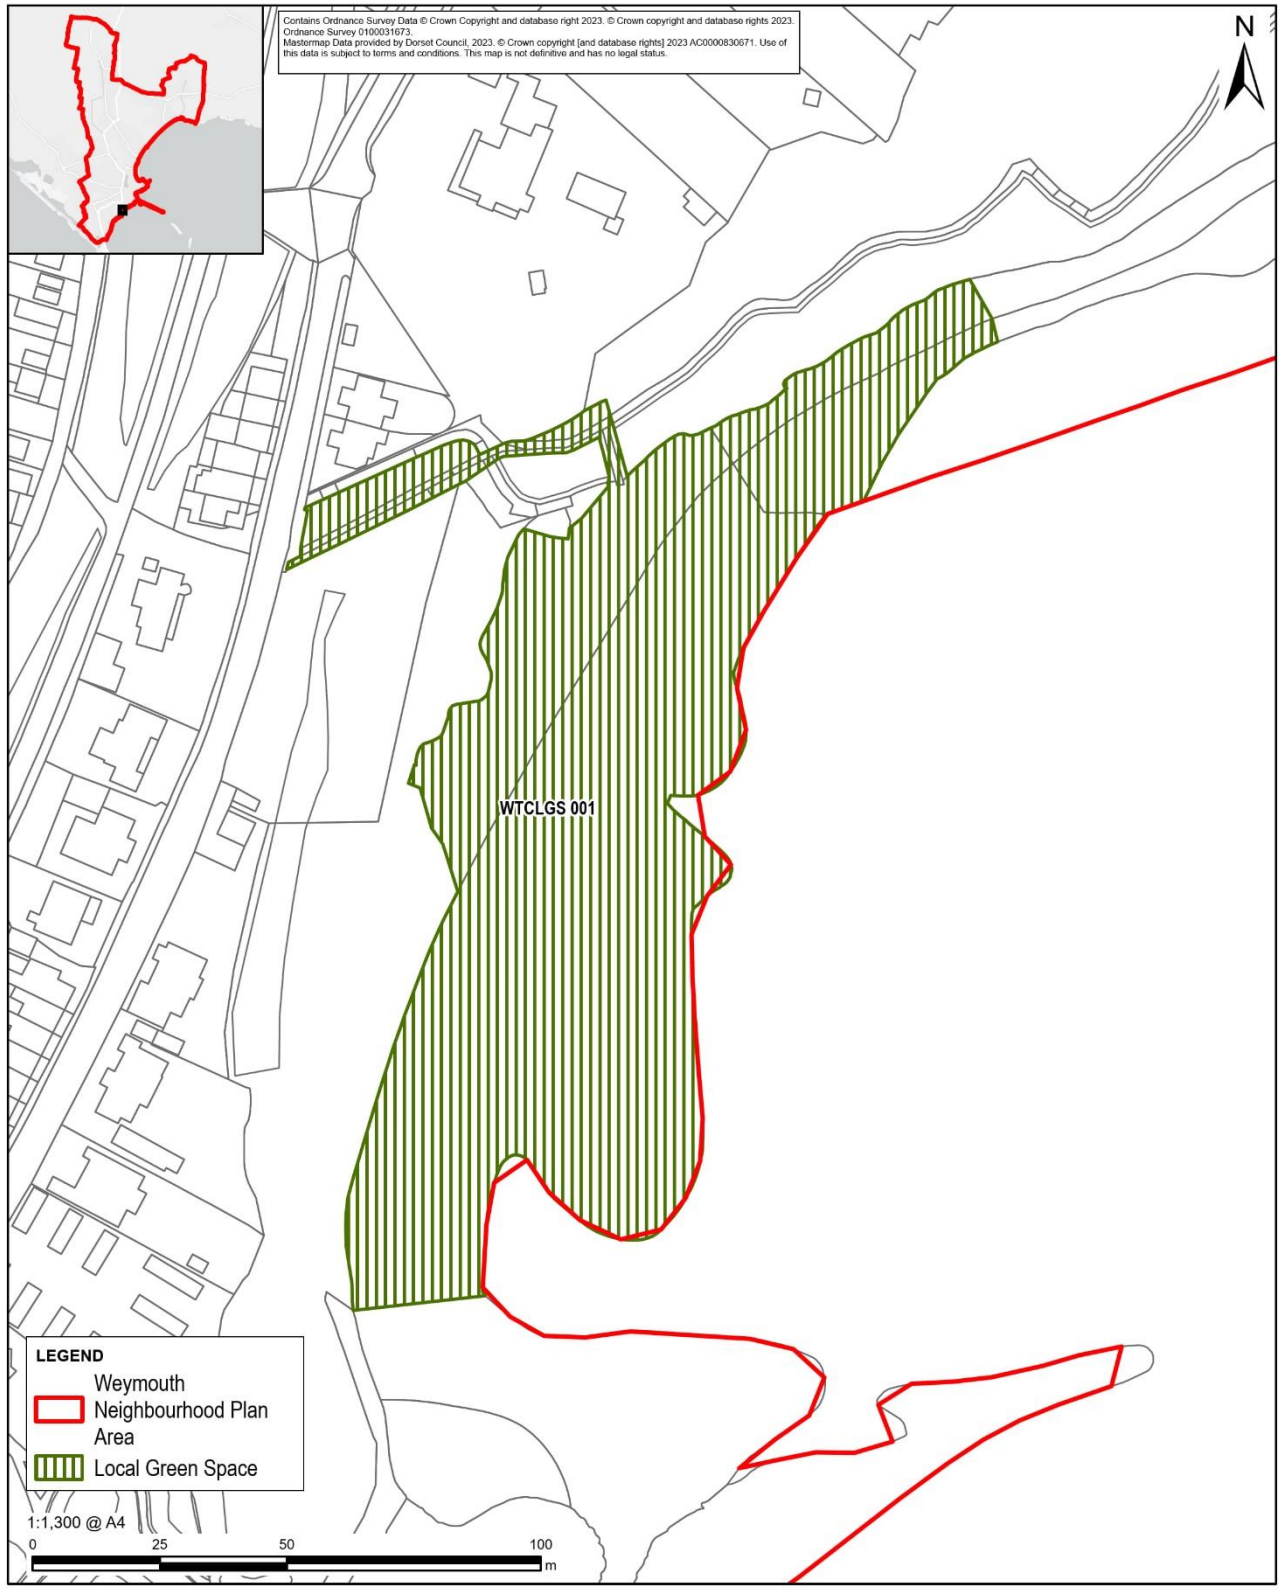 Contains Ordnance Survey Data © Crown Copyright and database right 2023. © Crown copyright and database rights 2023.
Ordnance Survey 0100031673.
Mastermap Data provided by Dorset Council, 2023. © Crown copyright [and database rights] 2023 AC0000830671. Use of
this data is subject to terms and conditions. This map is not definitive and has no legal status.
N
WTCLGS 001
LEGEND
Weymouth
Neighbourhood Plan
Area
Local Green Space
1:1,300 @ A4
0 25 50 100
m